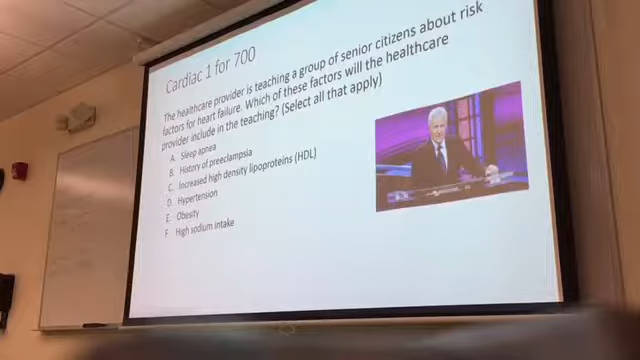 Cardiac 1 for 700
The healthcare provider is teaching a group of senior citizens about risk
factors for heart failure. Which of these factors will the healthcare
provider include in the teaching? (Select all that apply)
A. Sleep apnea
B. History of preeclampsia
C. Increased high density lipoproteins (HDL)
D. Hypertension
E. Obesity
F High sodium intake